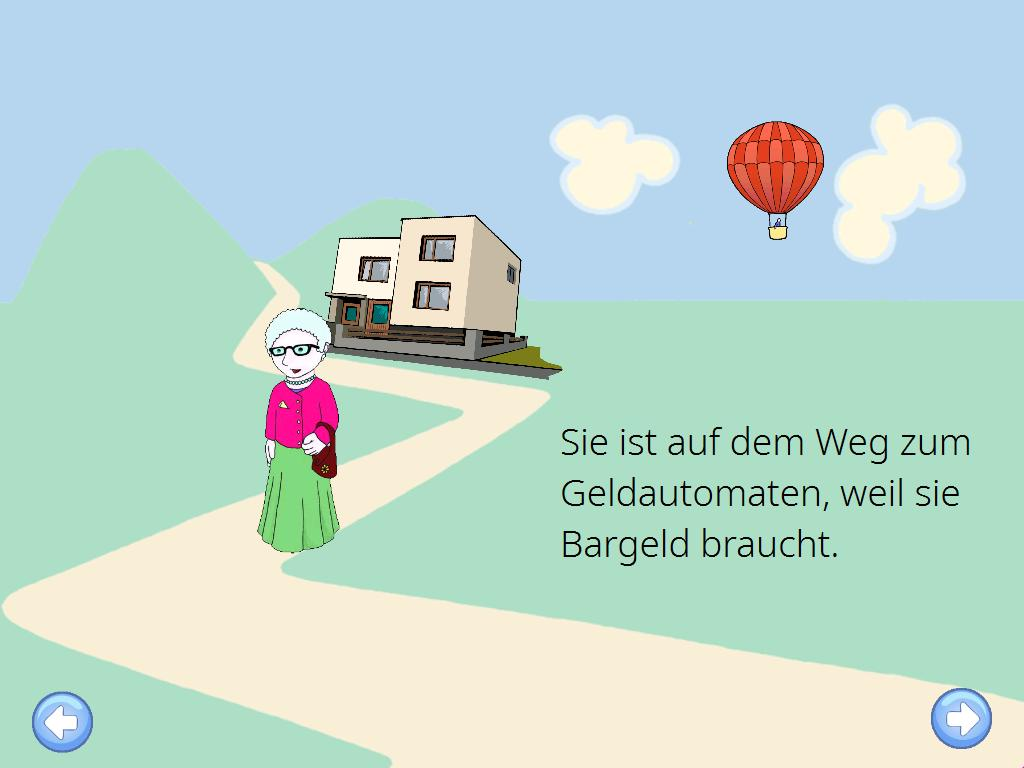 Sie ist auf dem Weg zum
Geldautomaten, weil sie
Bargeld braucht.